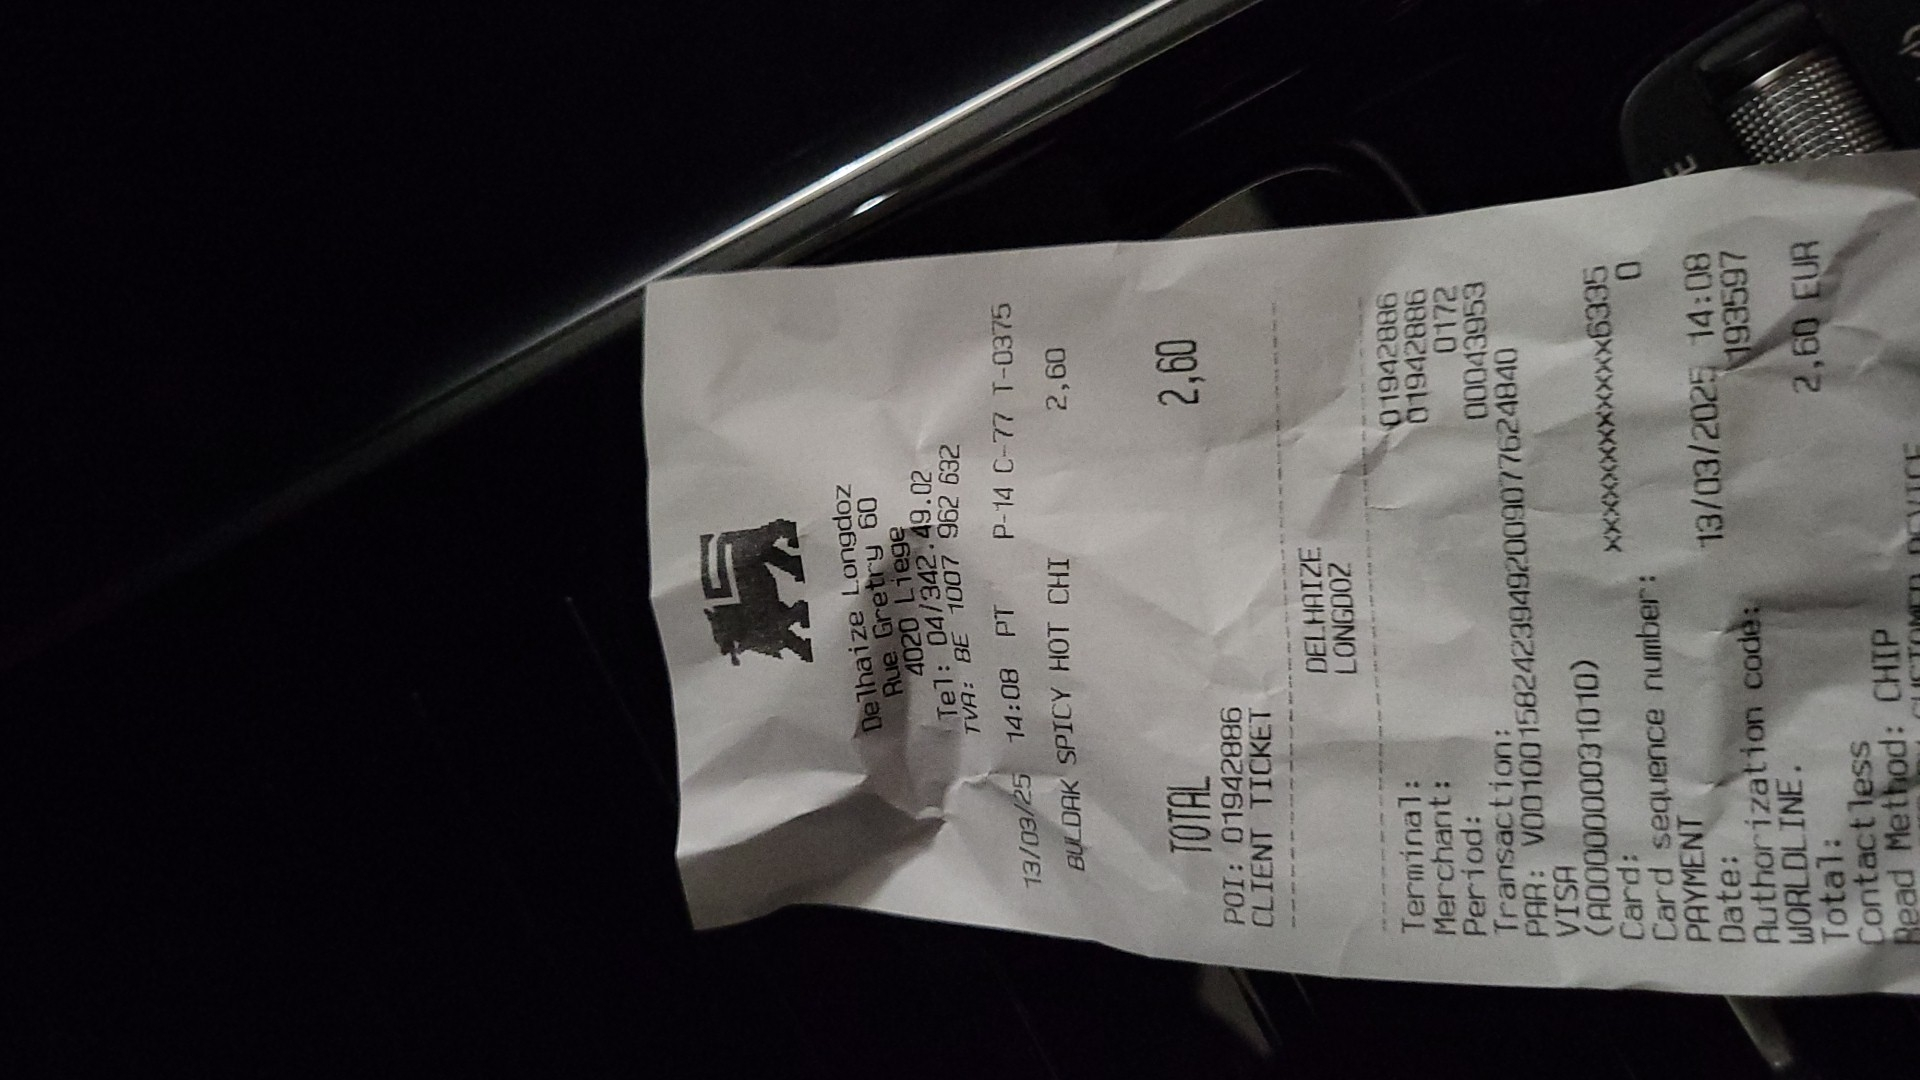 Delhaize Longdoz
Rue Gretry 60
4020 Liege
Tel: 04/342.49.02
TVA: BE 1007 962 632
13/03/25 14:08 PT P-14 C-77 T-0375
BULDAK SPICY HOT CHI 2,60
TOTAL 2,60
POI: 01942886
CLIENT TICKET
DELHAIZE
LONGDOZ
Terminal: 01942886
Merchant: 01942886
Period: 0172
Transaction: 00043953
PAR: V0010015824239492009077624840
VISA
(A0000000031010)
Card: xxxxxxxxxxxx6335
Card sequence number: 0
PAYMENT
Date: 13/03/2025 14:08
Authorization code: 193597
WORLDLINE.
Total: 2,60 EUR
Contactless
Read Method: CHIP
CUSTOMER DEVICE